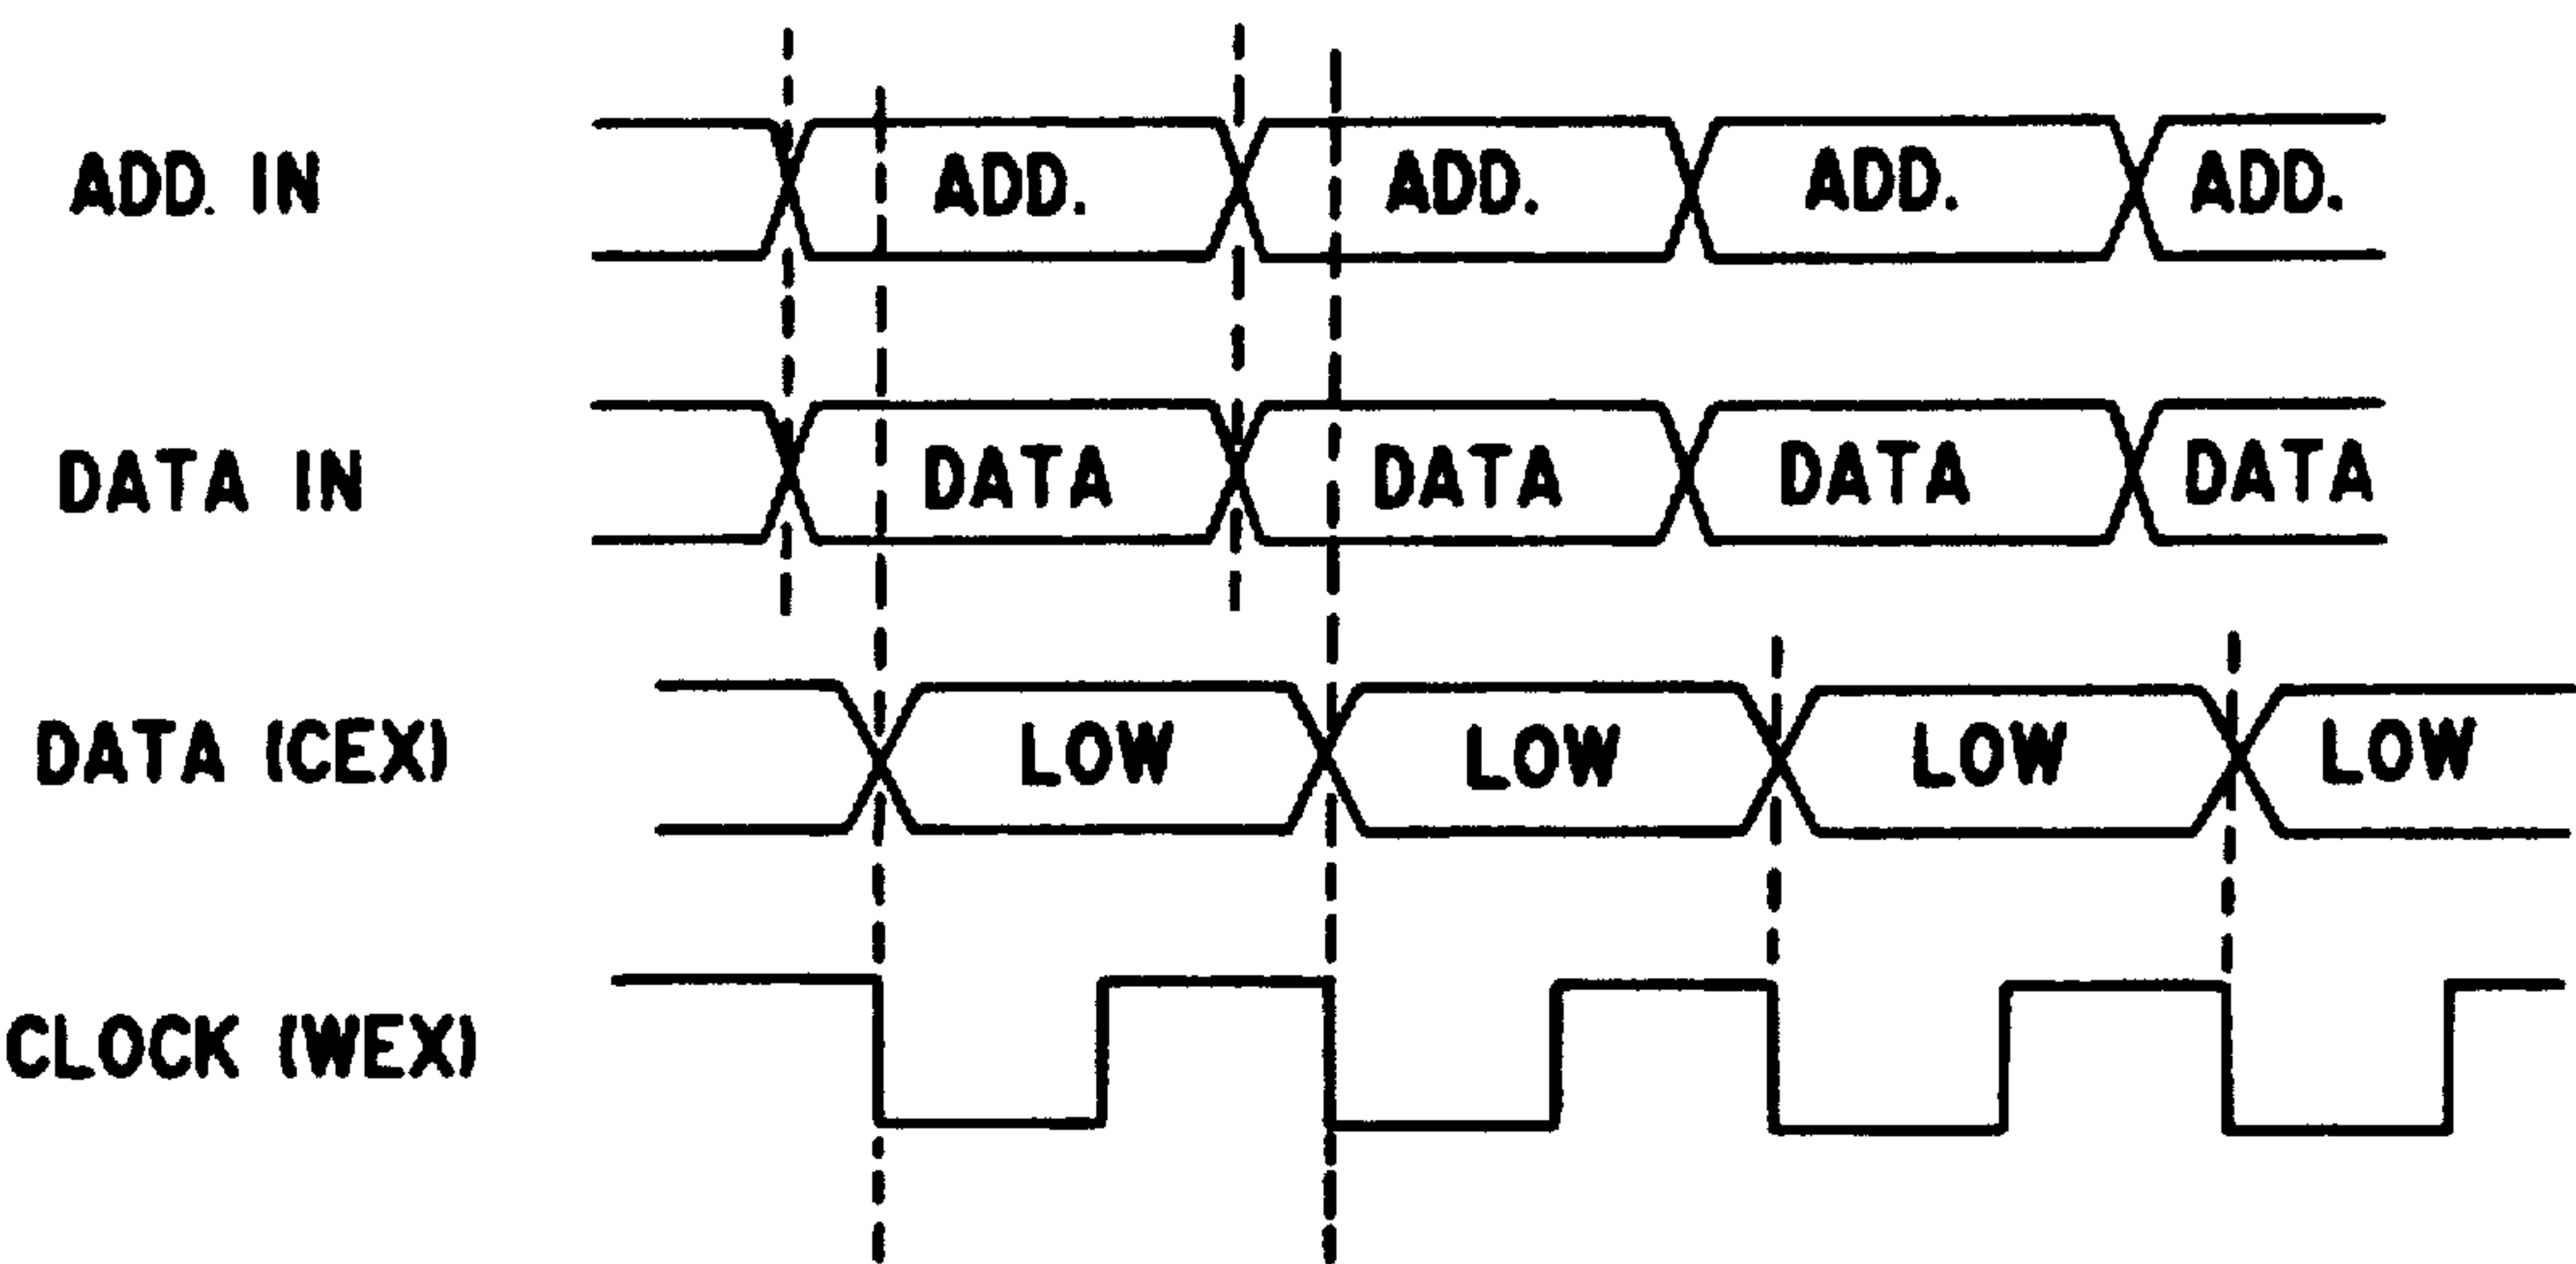 ADD. IN ADD. ADD. ADD. ADD.
DATA IN DATA DATA DATA DATA
DATA (CEX) LOW LOW LOW LOW
CLOCK (WEX)